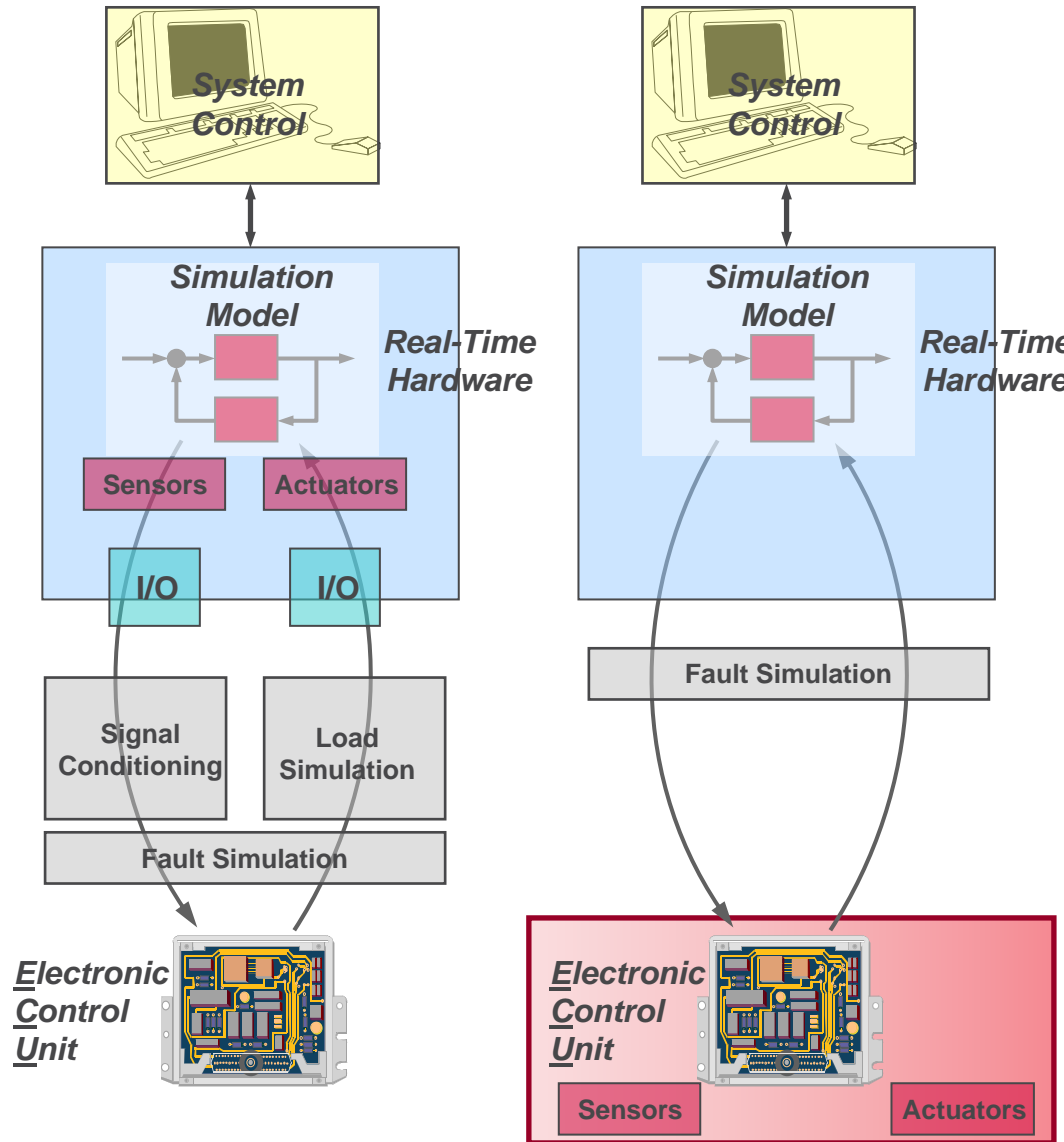 System
Control
Simulation
Model
Real-Time
Hardware
Sensors
Actuators
I/O
I/O
Signal
Conditioning
Load
Simulation
Fault Simulation
Electronic
Control
Unit
System
Control
Simulation
Model
Real-Time
Hardware
Fault Simulation
Electronic
Control
Unit
Sensors
Actuators